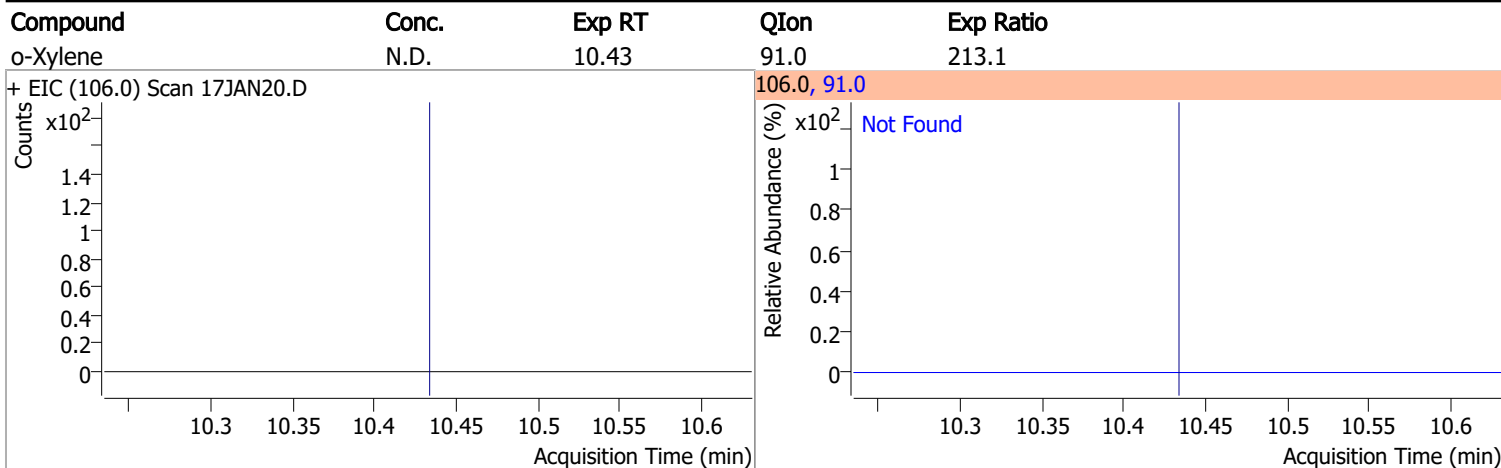 Compound Conc. Exp RT QIon Exp Ratio
o-Xylene N.D. 10.43 91.0 213.1
+ EIC (106.0) Scan 17JAN20.D
Counts
x102
1.4
1.2
1
0.8
0.6
0.4
0.2
0
10.3 10.35 10.4 10.45 10.5 10.55 10.6
Acquisition Time (min)
106.0, 91.0
Relative Abundance (%)
x102
Not Found
1
0.8
0.6
0.4
0.2
0
10.3 10.35 10.4 10.45 10.5 10.55 10.6
Acquisition Time (min)